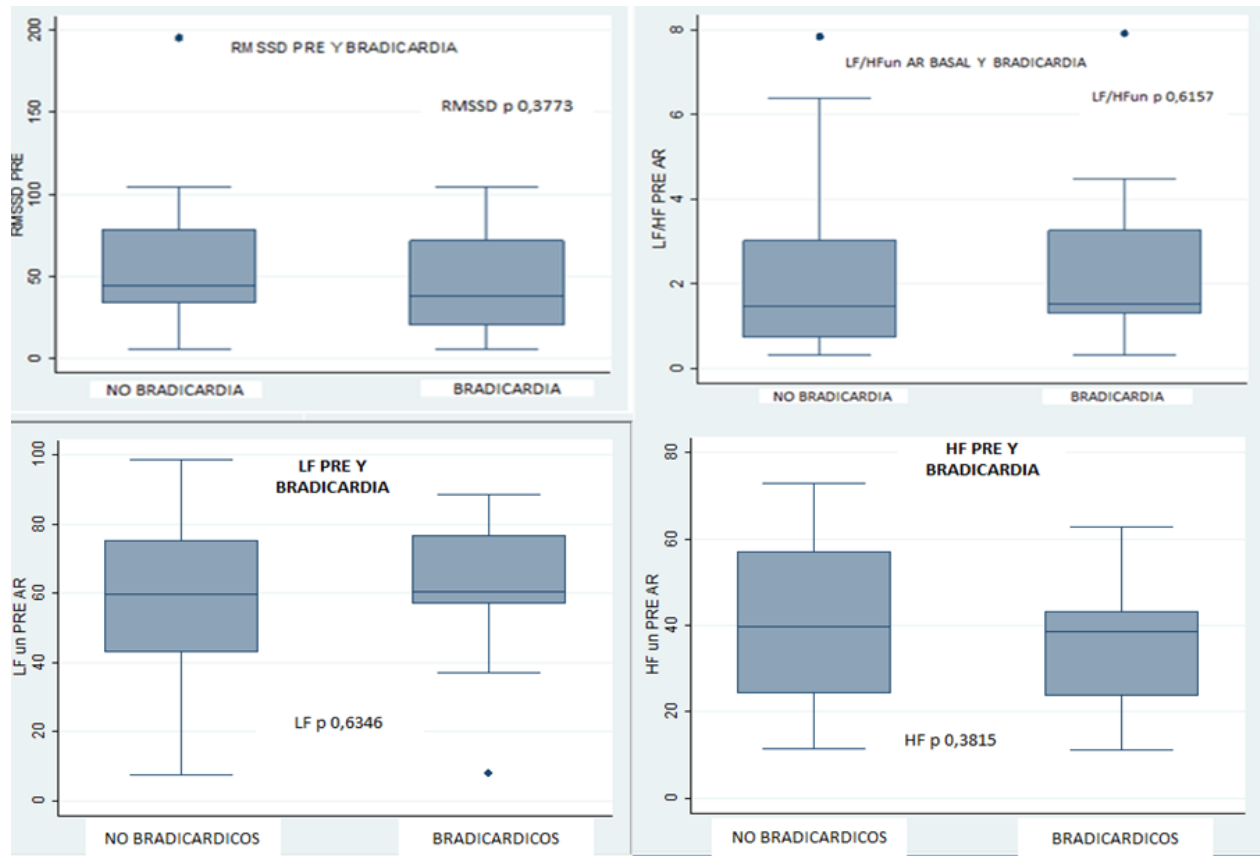 RMSSD PRE Y BRADICARDIA
RMSSD p 0,3773
RMSSD PRE
200
150
100
50
0
NO BRADICARDIA
BRADICARDIA
LF/HFun AR BASAL Y BRADICARDIA
LF/HFun p 0,6157
LF/HF PRE AR
8
6
4
2
0
NO BRADICARDIA
BRADICARDIA
LF PRE Y
BRADICARDIA
LF p 0,6346
LF un PRE AR
100
80
60
40
20
0
NO BRADICARDICOS
BRADICARDICOS
HF PRE Y
BRADICARDIA
HF p 0,3815
HF un PRE AR
80
60
40
20
0
NO BRADICARDICOS
BRADICARDICOS